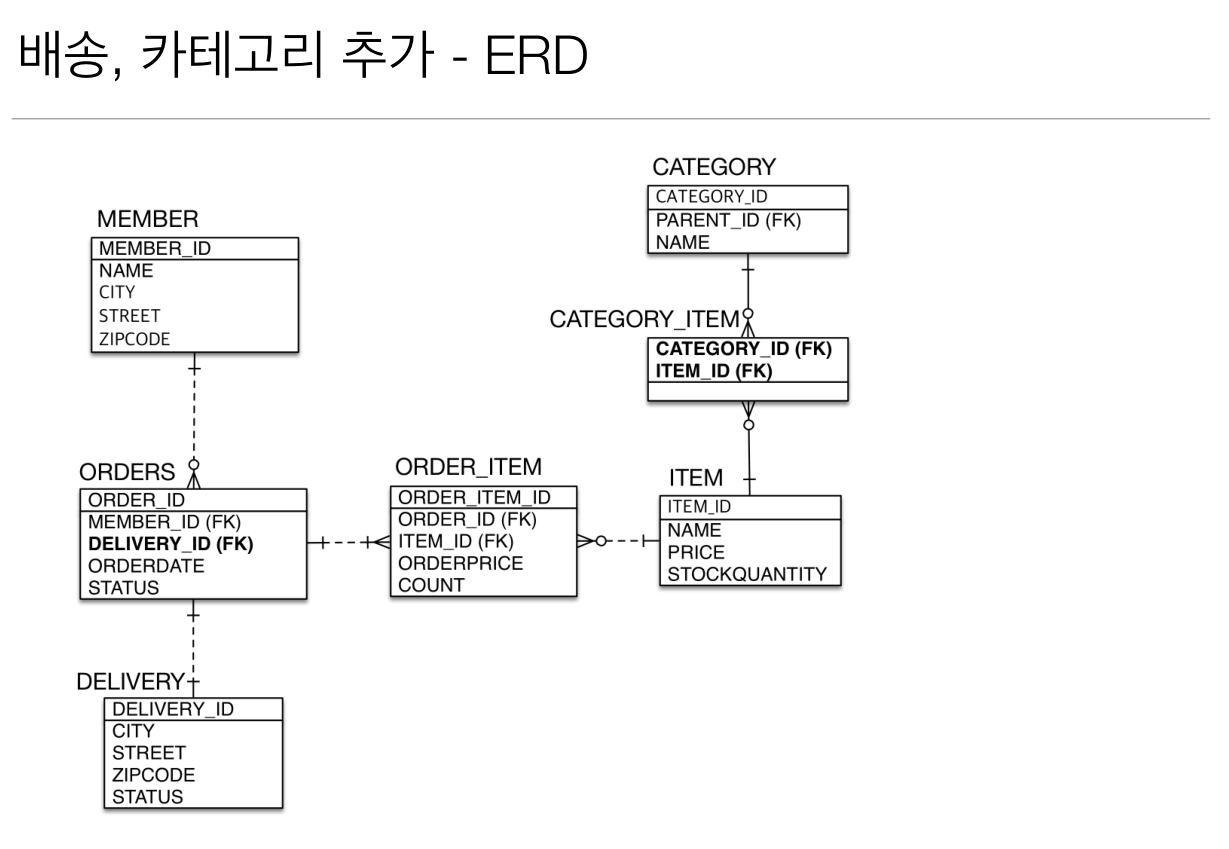 배송, 카테고리 추가 - ERD
MEMBER
MEMBER_ID
NAME
CITY
STREET
ZIPCODE
ORDERS
ORDER_ID
MEMBER_ID (FK)
DELIVERY_ID (FK)
ORDERDATE
STATUS
DELIVERY
DELIVERY_ID
CITY
STREET
ZIPCODE
STATUS
ORDER_ITEM
ORDER_ITEM_ID
ORDER_ID (FK)
ITEM_ID (FK)
ORDERPRICE
COUNT
CATEGORY
CATEGORY_ID
PARENT_ID (FK)
NAME
CATEGORY_ITEM
CATEGORY_ID (FK)
ITEM_ID (FK)
ITEM
ITEM_ID
NAME
PRICE
STOCKQUANTITY